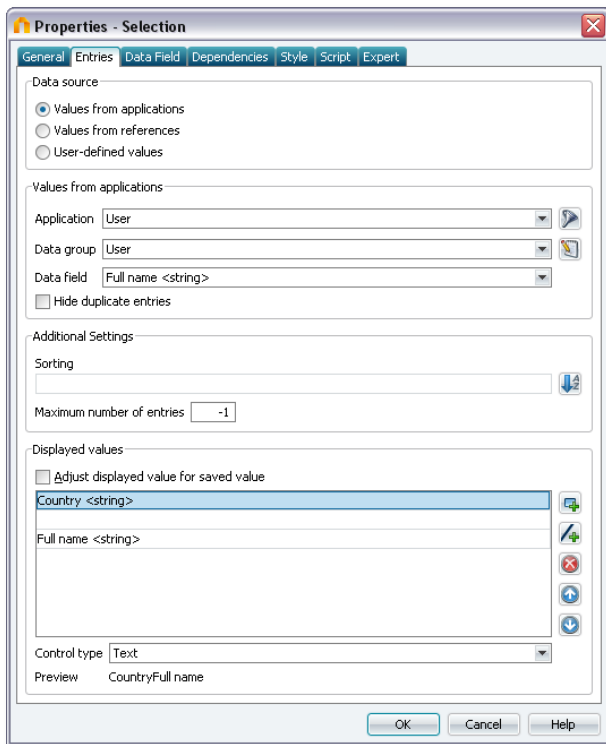 Properties - Selection
General Entries Data Field Dependencies Style Script Expert
Data source
Values from applications
Values from references
User-defined values
Values from applications
Application User
Data group User
Data field Full name <string>
Hide duplicate entries
Additional Settings
Sorting
Maximum number of entries -1
Displayed values
Adjust displayed value for saved value
Country <string>
Full name <string>
Control type Text
Preview CountryFull name
OK Cancel Help